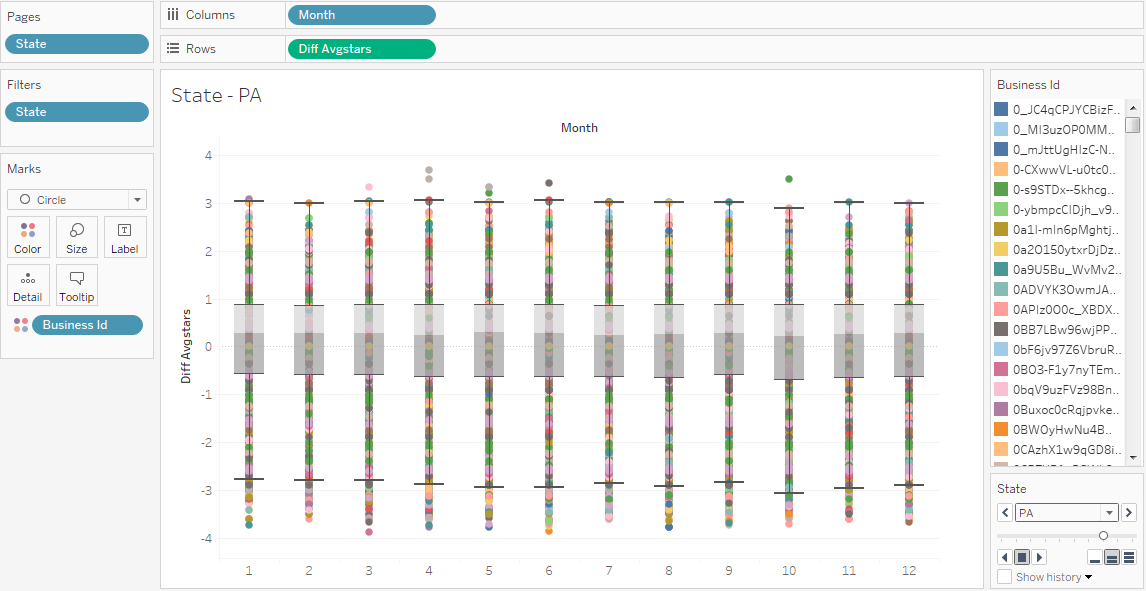 Pages
State
Filters
State
Marks
Circle
Color
Size
Label
Detail
Tooltip
Business Id
Columns
Month
Rows
Diff Avgstars
State - PA
Month
Diff Avgstars
4
3
2
1
0
-1
-2
-3
-4
1 2 3 4 5 6 7 8 9 10 11 12
Business Id
0_JC4qCPJYCBizF..
0_MI3uzOP0MM..
0_mJttUgHIzC-N..
0-CXwwVL-u0tc0..
0-s9STDx--5khcg..
0-ybmpcCIDjh_v9..
0a1l-mIn6pMghtj..
0a2O150ytxrDjDz..
0a9U5Bu_WvMv2..
0ADVYK3OwmJA..
0APIz0O0c_XBDX..
0BB7LBw96wjPP..
0bF6jv97Z6VbruR..
0BO3-F1y7nyTEm..
0bqV9uzFVz98Bn..
0Buxoc0cRqjpvke..
0BWOyHwNu4B..
0CAzhX1w9qGD8i..
State
PA
Show history